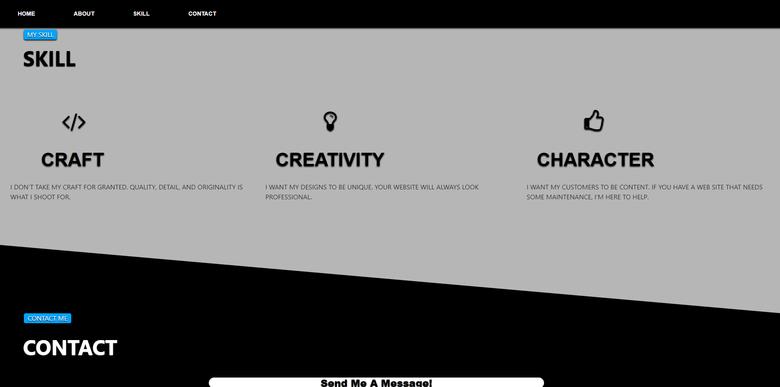 HOME ABOUT SKILL CONTACT
MY SKILL
SKILL
CRAFT
I DON'T TAKE MY CRAFT FOR GRANTED. QUALITY, DETAIL, AND ORIGINALITY IS
WHAT I SHOOT FOR.
CREATIVITY
I WANT MY DESIGNS TO BE UNIQUE. YOUR WEBSITE WILL ALWAYS LOOK
PROFESSIONAL.
CHARACTER
I WANT MY CUSTOMERS TO BE CONTENT. IF YOU HAVE A WEB SITE THAT NEEDS
SOME MAINTENANCE, I'M HERE TO HELP.
CONTACT ME
CONTACT
Send Me A Message!